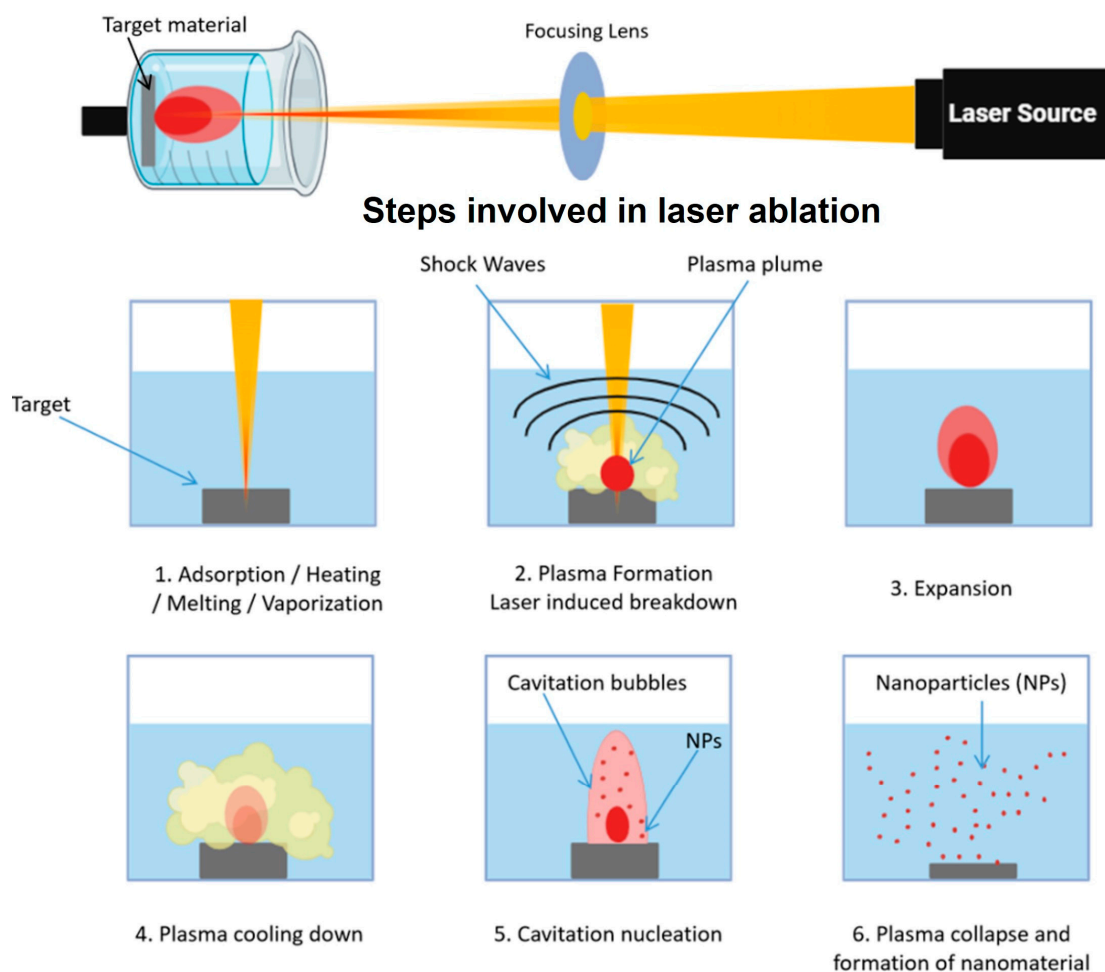 Target material
Focusing Lens
Laser Source
Steps involved in laser ablation
Shock Waves
Plasma plume
Target
1. Adsorption / Heating
/ Melting / Vaporization
2. Plasma Formation
Laser induced breakdown
3. Expansion
Cavitation bubbles
NPs
Nanoparticles (NPs)
4. Plasma cooling down
5. Cavitation nucleation
6. Plasma collapse and
formation of nanomaterial